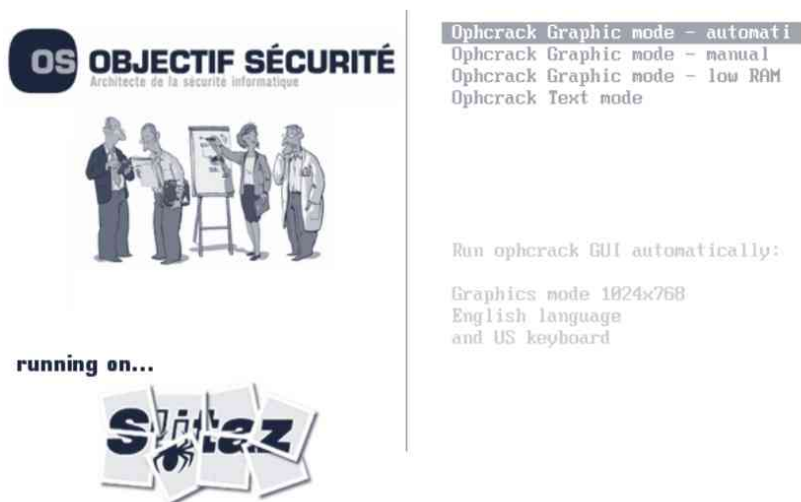 OS OBJECTIF SÉCURITÉ
Architecte de la sécurité informatique
running on...
Slitaz
Ophcrack Graphic mode - automati
Ophcrack Graphic mode - manual
Ophcrack Graphic mode - low RAM
Ophcrack Text mode
Run ophcrack GUI automatically:
Graphics mode 1024x768
English language
and US keyboard